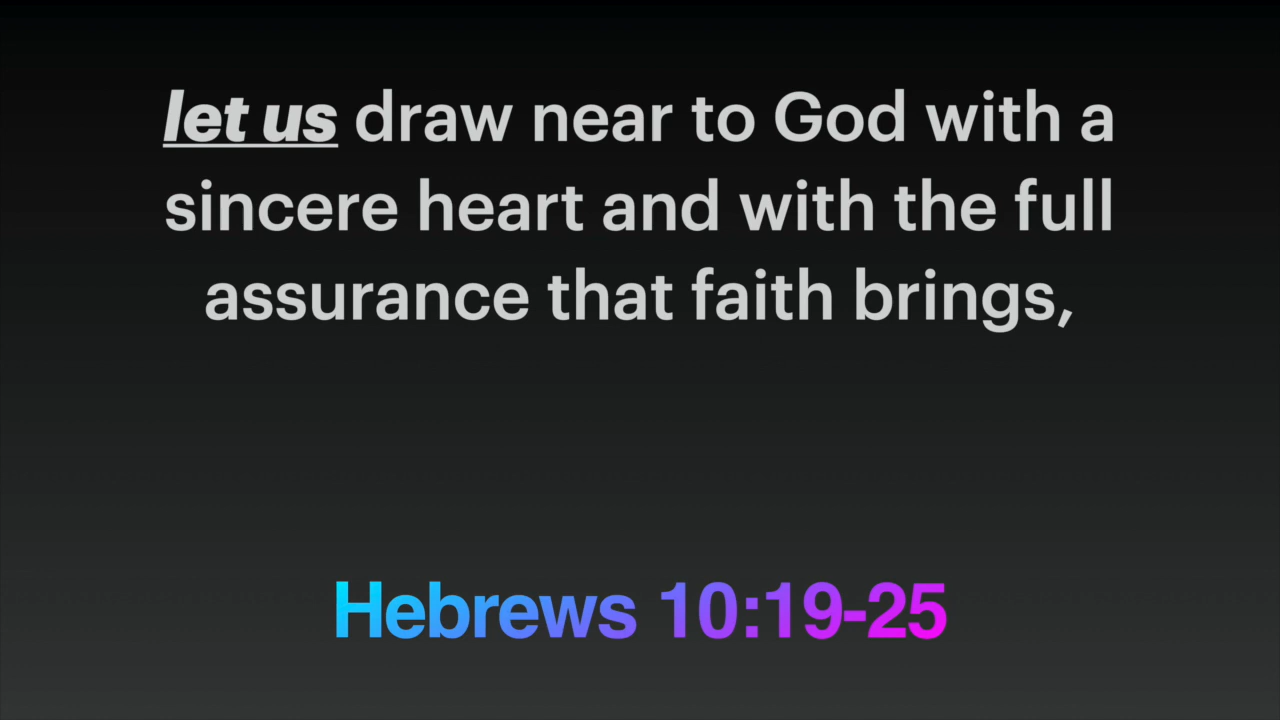 let us draw near to God with a
sincere heart and with the full
assurance that faith brings,
Hebrews 10:19-25